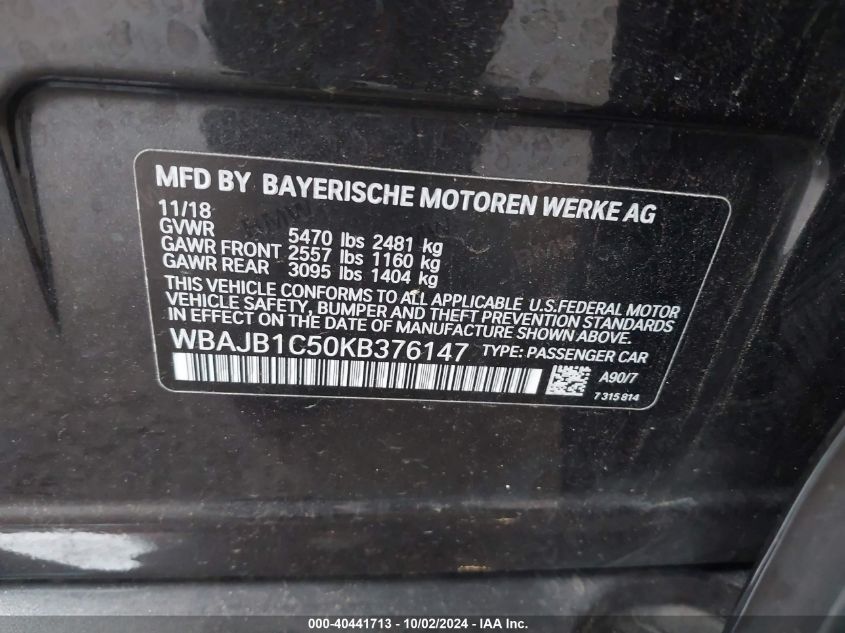 MFD BY BAYERISCHE MOTOREN WERKE AG
11/18
GVWR 5470 lbs 2481 kg
GAWR FRONT 2557 lbs 1160 kg
GAWR REAR 3095 lbs 1404 kg
THIS VEHICLE CONFORMS TO ALL APPLICABLE U.S.FEDERAL MOTOR
VEHICLE SAFETY, BUMPER AND THEFT PREVENTION STANDARDS
IN EFFECT ON THE DATE OF MANUFACTURE SHOWN ABOVE.
WBAJB1C50KB376147 TYPE: PASSENGER CAR
A90/7
7 315 814
000-40441713 - 10/02/2024 - IAA Inc.